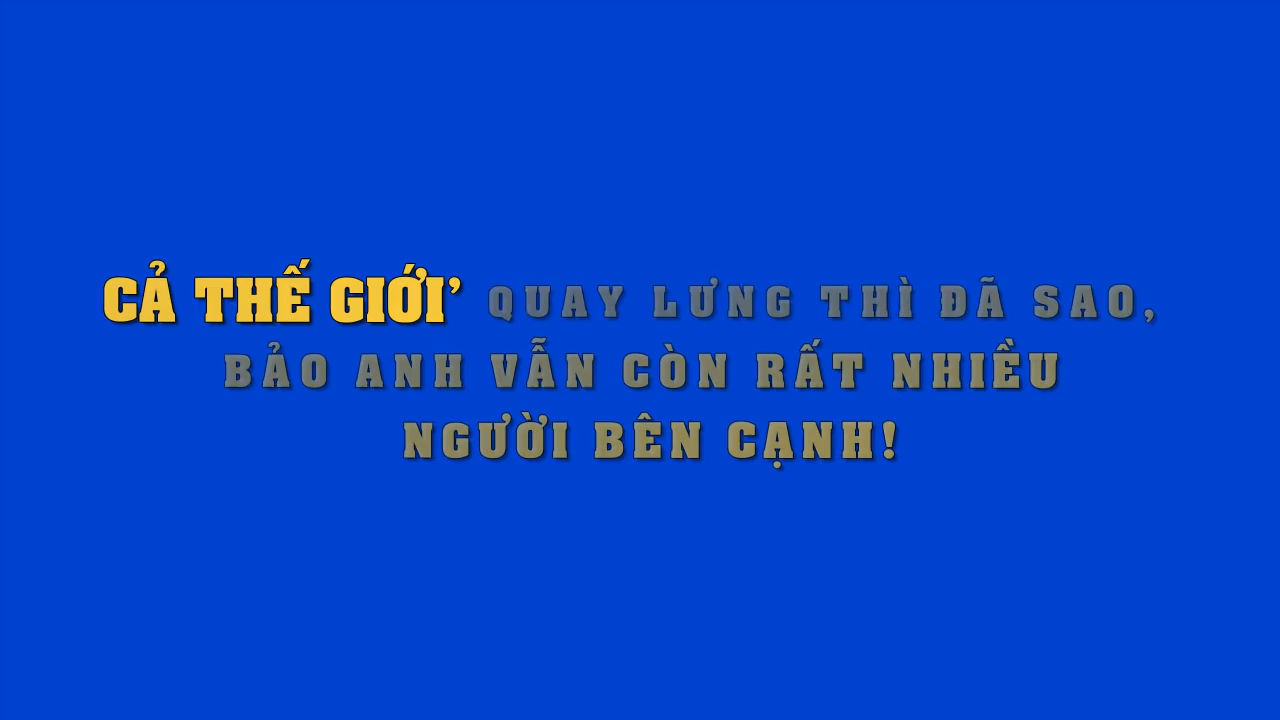 CẢ THẾ GIỚI’ QUAY LƯNG THÌ ĐÃ SAO,
BẢO ANH VẪN CÒN RẤT NHIỀU
NGƯỜI BÊN CẠNH!